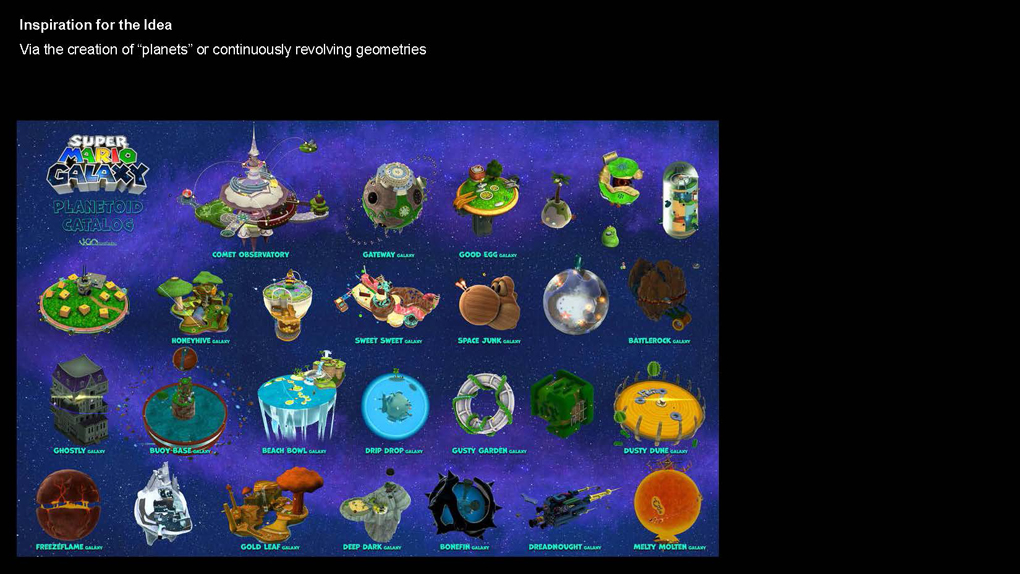 Inspiration for the Idea
Via the creation of “planets” or continuously revolving geometries
SUPER
MARIO
GALAXY
PLANETOID
CATALOG
COMET OBSERVATORY
GATEWAY GALAXY
GOOD EGG GALAXY
HONEYHIVE GALAXY
SWEET SWEET GALAXY
SPACE JUNK GALAXY
BATTLEROCK GALAXY
GHOSTLY GALAXY
BUOY BASE GALAXY
BEACH BOWL GALAXY
DRIP DROP GALAXY
GUSTY GARDEN GALAXY
DUSTY DUNE GALAXY
FREEZEFLAME GALAXY
GOLD LEAF GALAXY
DEEP DARK GALAXY
BONEFIN GALAXY
DREADNOUGHT GALAXY
MELTY MOLTEN GALAXY